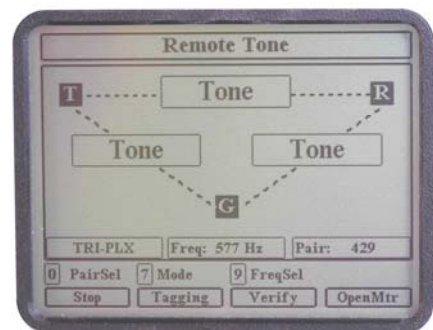 Remote Tone
T Tone R
Tone Tone
G
TRI-PLX Freq: 577 Hz Pair: 429
0 PairSel 7 Mode 9 FreqSel
Stop Tagging Verify OpenMtr